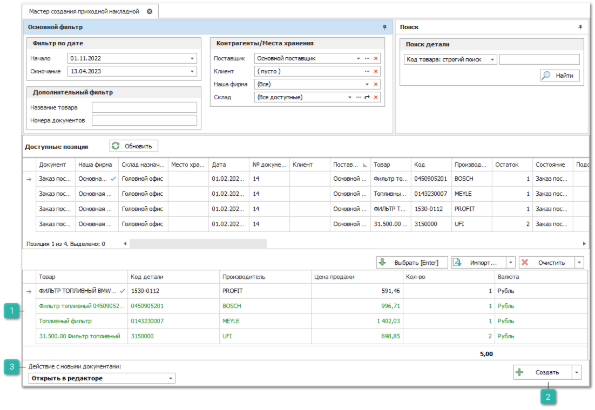 Мастер создания приходной накладной
Основной фильтр
Поиск
Фильтр по дате
Начало 01.11.2022
Окончание 13.04.2023
Дополнительный фильтр
Название товара
Номера документов
Контрагенты/Места хранения
Поставщик Основной поставщик
Клиент (пусто)
Наша фирма (Все)
Склад (Все доступные)
Поиск детали
Код товара: строгий поиск
Найти
Доступные позиции Обновить
Документ Наша фирма Склад назнач... Место хра... Дата № докуме... Клиент Постав... Товар Код Производ... Остаток Состояние
Заказ пос... Основна... Головной офис 01.02.202... 14 Основной ... Фильтр то... 0450905201 BOSCH 1 Заказ пос...
Заказ пос... Основная ... Головной офис 01.02.202... 14 Основной ... Топливны... 0143230007 MEYLE 1 Заказ пос...
Заказ пос... Основная ... Головной офис 01.02.202... 14 Основной ... ФИЛЬТР Т... 1530-0112 PROFIT 1 Заказ пос...
Заказ пос... Основная ... Головной офис 01.02.202... 14 Основной ... 31.500.00 ... 3150000 UFI 2 Заказ пос...
Позиция 1 из 4. Выделено: 0
Выбрать [Enter] Импорт... Очистить
Товар Код детали Производитель Цена продажи Кол-во Валюта
ФИЛЬТР ТОПЛИВНЫЙ BMW ... 1530-0112 PROFIT 591,46 1 Рубль
Фильтр топливный 04509052... 0450905201 BOSCH 996,71 1 Рубль
Топливный фильтр 0143230007 MEYLE 1 402,03 1 Рубль
31.500.00 Фильтр топливный 3150000 UFI 698,85 2 Рубль
5,00
1
3
Действие с новыми документами:
Открыть в редакторе
Создать
2